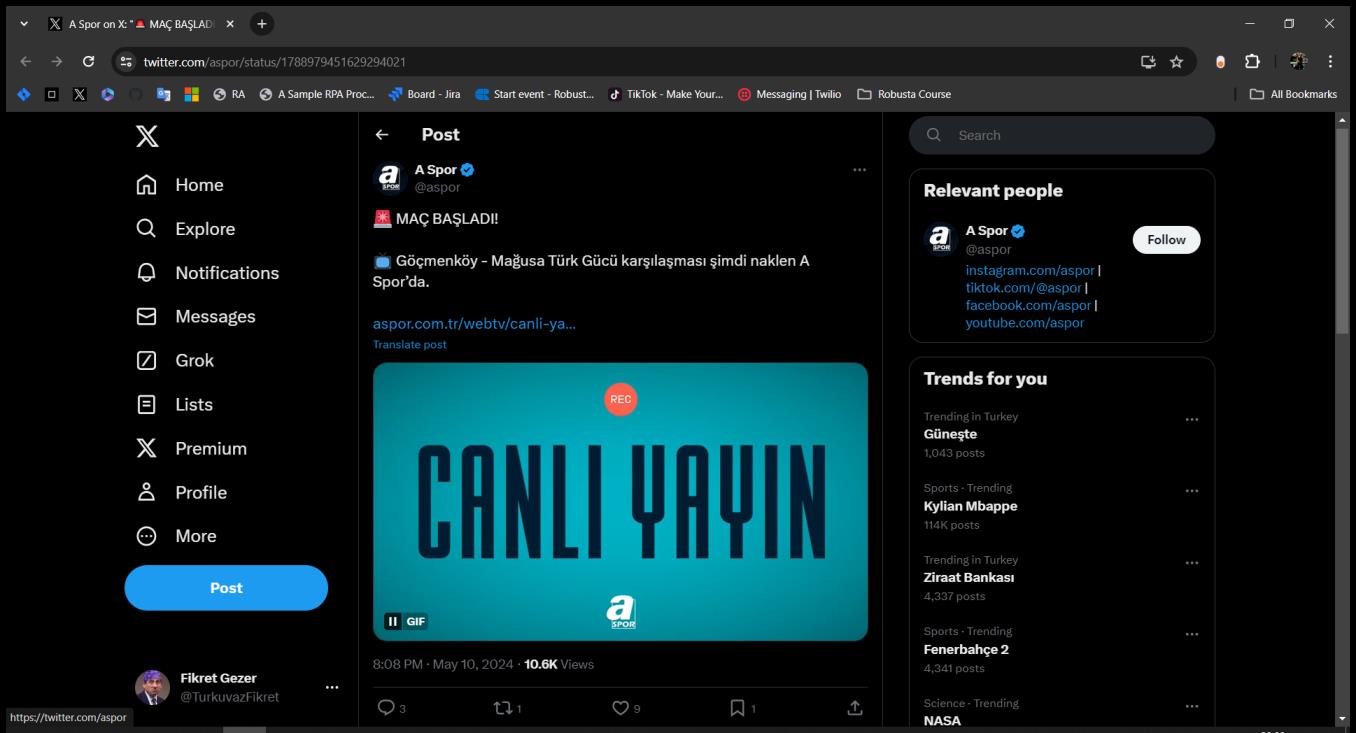 A Spor on X: "🚨 MAÇ BAŞLADI
twitter.com/aspor/status/1788979451629294021
RA
A Sample RPA Proc...
Board - Jira
Start event - Robust...
TikTok - Make Your...
Messaging | Twilio
Robusta Course
All Bookmarks
Home
Explore
Notifications
Messages
Grok
Lists
Premium
Profile
More
Post
Fikret Gezer
@TurkuvazFikret
https://twitter.com/aspor
Post
A Spor
@aspor
🚨 MAÇ BAŞLADI!
📺 Göçmenköy - Mağusa Türk Gücü karşılaşması şimdi naklen A
Spor’da.
aspor.com.tr/webtv/canli-ya...
Translate post
REC
CANLI YAYIN
a
SPOR
GIF
8:08 PM · May 10, 2024 · 10.6K Views
3 1 9 1
Search
Relevant people
A Spor
@aspor
Follow
instagram.com/aspor |
tiktok.com/@aspor |
facebook.com/aspor |
youtube.com/aspor
Trends for you
Trending in Turkey
Güneşte
1,043 posts
Sports · Trending
Kylian Mbappe
114K posts
Trending in Turkey
Ziraat Bankası
4,337 posts
Sports · Trending
Fenerbahçe 2
4,341 posts
Science · Trending
NASA